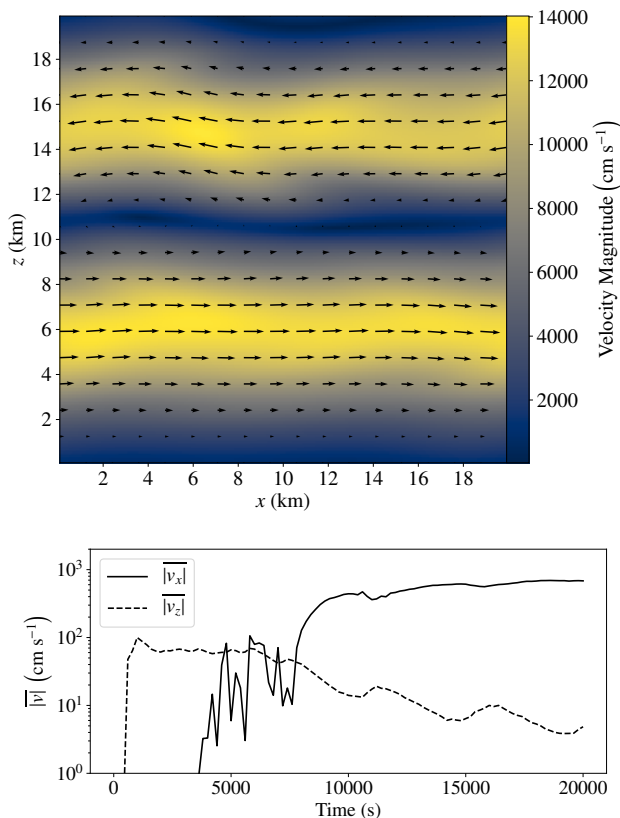 18
16
14
12
10
8
6
4
2
z (km)
2 4 6 8 10 12 14 16 18
x (km)
14000
12000
10000
8000
6000
4000
2000
Velocity Magnitude (cm s⁻¹)
|v̅ₓ|
|v̅_z|
10³
10²
10¹
10⁰
|v̅| (cm s⁻¹)
0 5000 10000 15000 20000
Time (s)